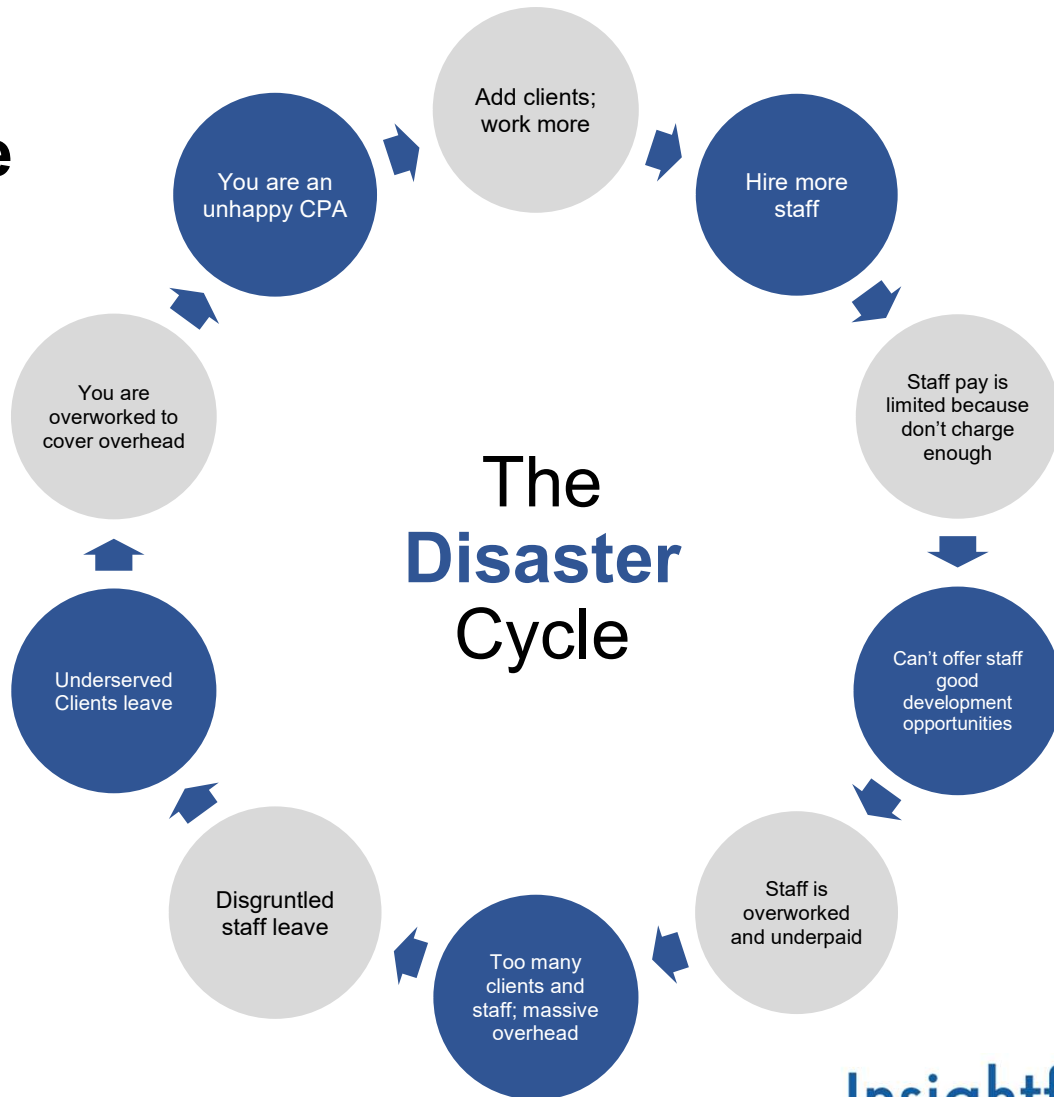 Add clients;
work more
Hire more
staff
Staff pay is
limited because
don’t charge
enough
Can’t offer staff
good
development
opportunities
Staff is
overworked
and underpaid
Too many
clients and
staff; massive
overhead
Disgruntled
staff leave
Underserved
Clients leave
You are
overworked to
cover overhead
You are an
unhappy CPA
The
Disaster
Cycle